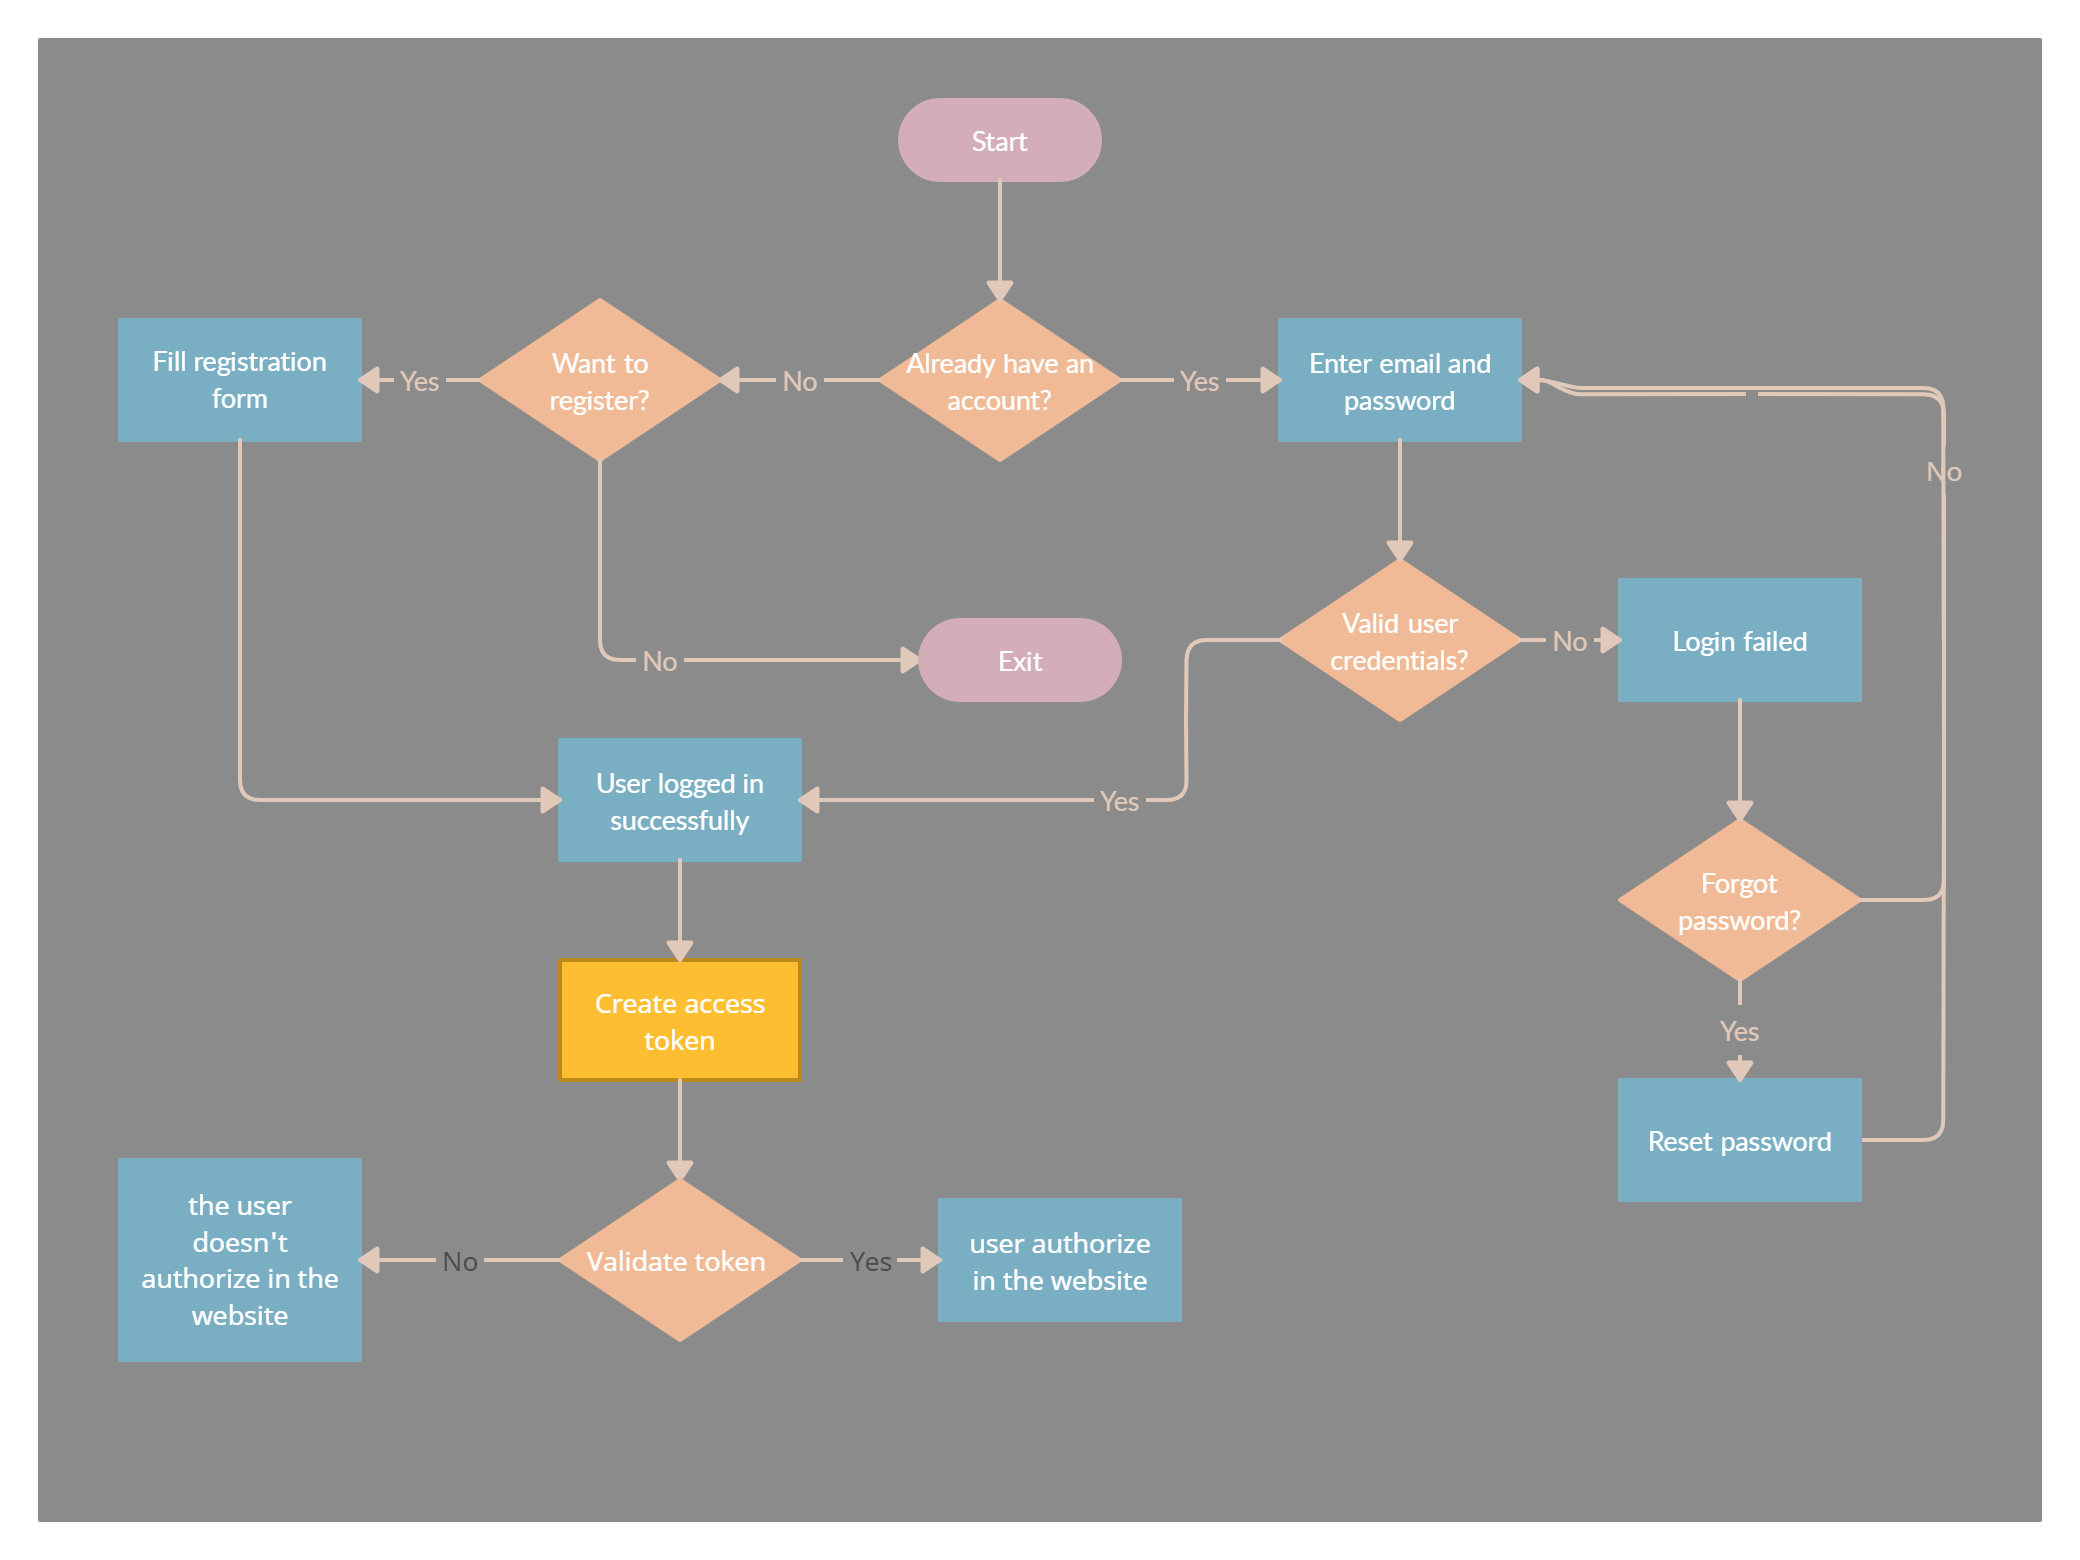 Start
Fill registration
form
Yes
Want to
register?
No
Already have an
account?
Yes
Enter email and
password
No
No
Exit
Valid user
credentials?
No
Login failed
User logged in
successfully
Yes
Forgot
password?
Create access
token
Yes
Reset password
the user
doesn't
authorize in the
website
No
Validate token
Yes
user authorize
in the website